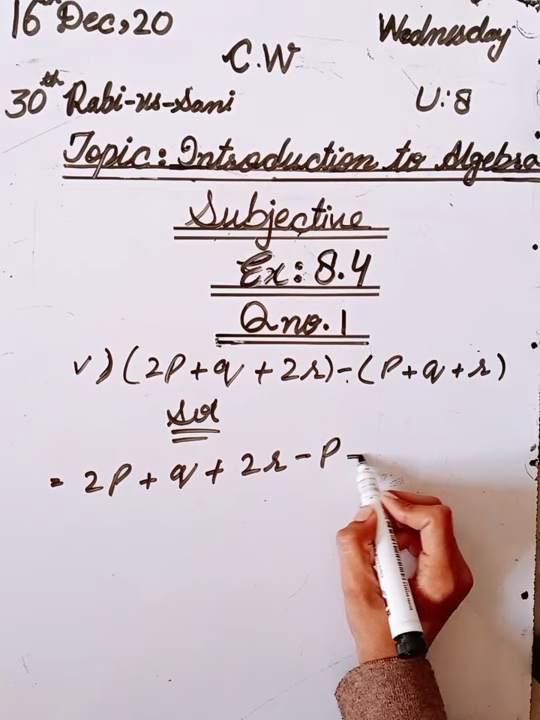 16th Dec, 20 Wednesday
C.W
30th Rabi-us-Sani U:8
Topic: Introduction to Algebra
Subjective
Ex: 8.4
Q no. 1
v) (2P + q + 2r) - (P + q + r)
Sol
= 2P + q + 2r - P -